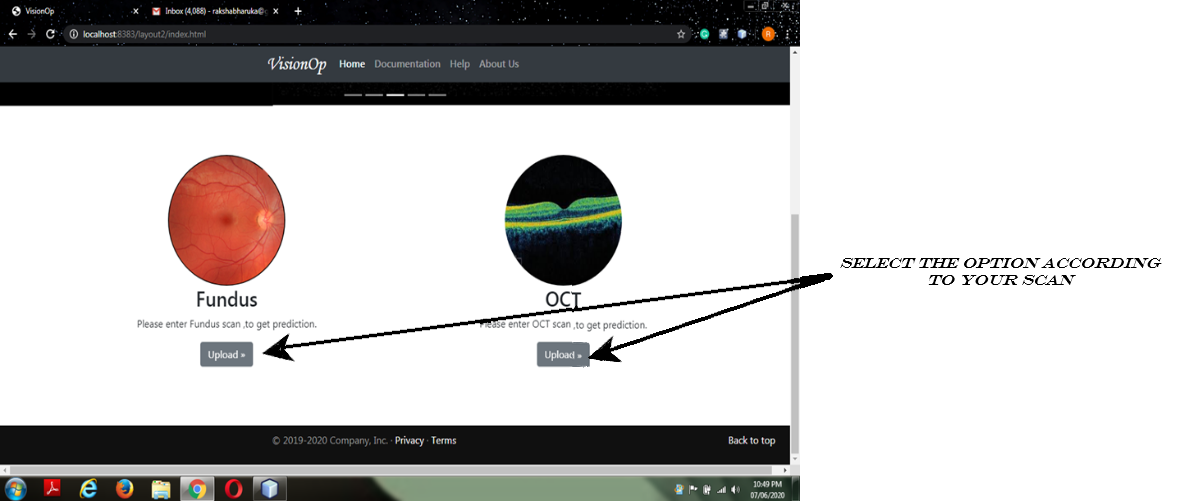 VisionOp
Inbox (4,088) - rakshabharuka@g
localhost:8383/layout2/index.html
R
VisionOp Home Documentation Help About Us
Fundus
Please enter Fundus scan ,to get prediction.
Upload »
OCT
Please enter OCT scan ,to get prediction.
Upload »
SELECT THE OPTION ACCORDING
TO YOUR SCAN
© 2019-2020 Company, Inc. · Privacy · Terms
Back to top
10:49 PM
07/06/2020